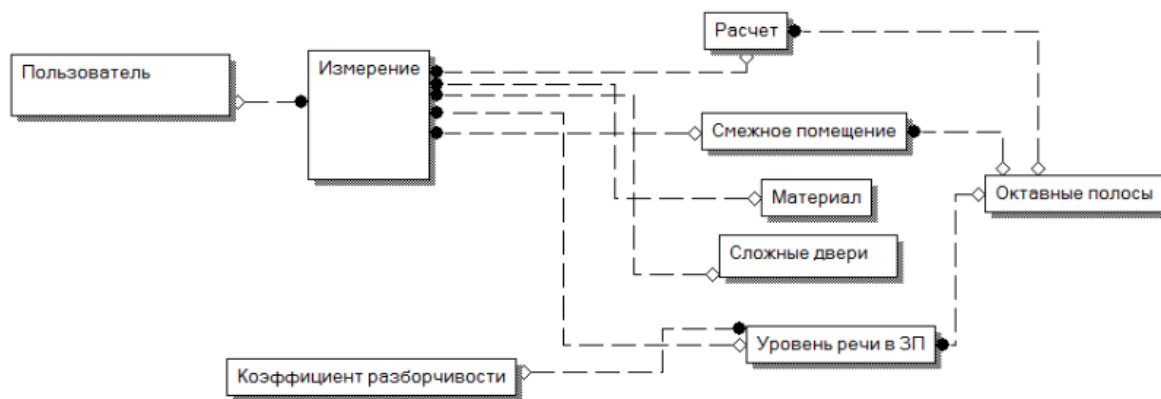 Пользователь
Измерение
Расчет
Смежное помещение
Материал
Октавные полосы
Сложные двери
Уровень речи в ЗП
Коэффициент разборчивости